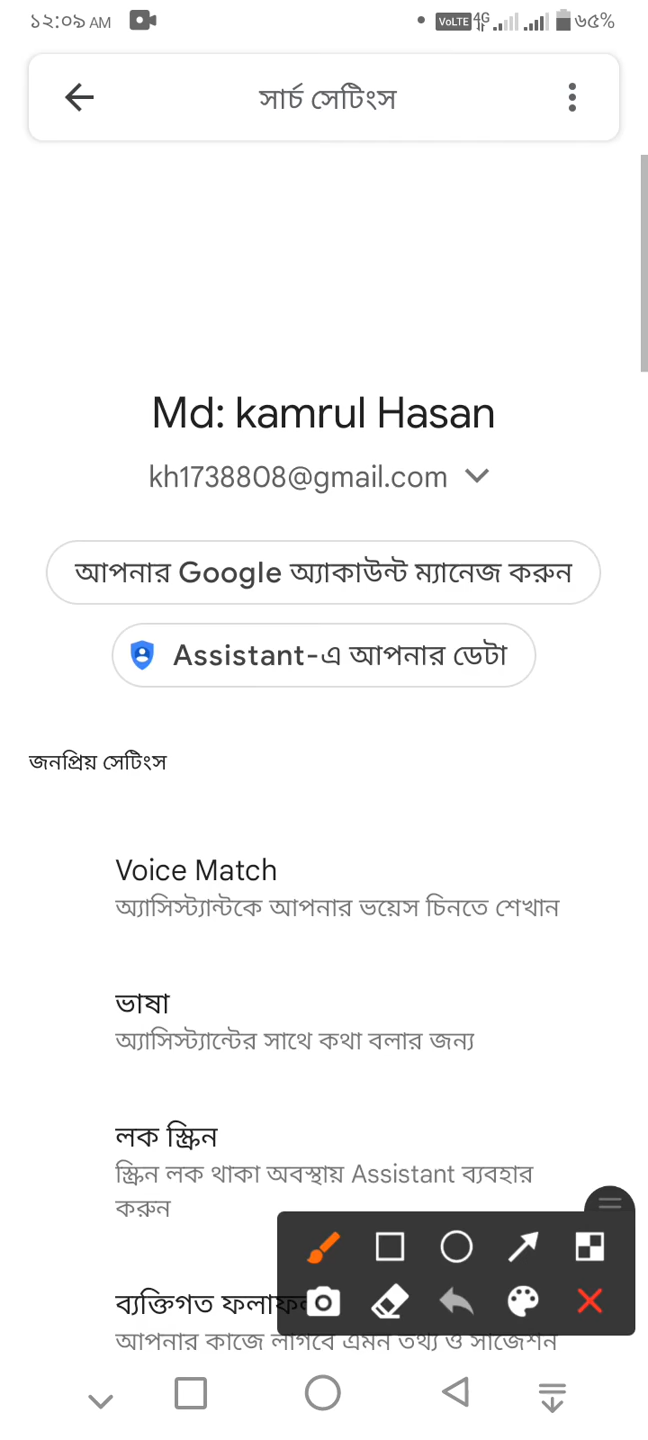 ১২:০৯ AM VoLTE 4G ৬৫%
সার্চ সেটিংস
Md: kamrul Hasan
kh1738808@gmail.com
আপনার Google অ্যাকাউন্ট ম্যানেজ করুন
Assistant-এ আপনার ডেটা
জনপ্রিয় সেটিংস
Voice Match
অ্যাসিস্ট্যান্টকে আপনার ভয়েস চিনতে শেখান
ভাষা
অ্যাসিস্ট্যান্টের সাথে কথা বলার জন্য
লক স্ক্রিন
স্ক্রিন লক থাকা অবস্থায় Assistant ব্যবহার
করুন
ব্যক্তিগত
আপনার কাজে লাগবে এমন তথ্য ও সাজেশন